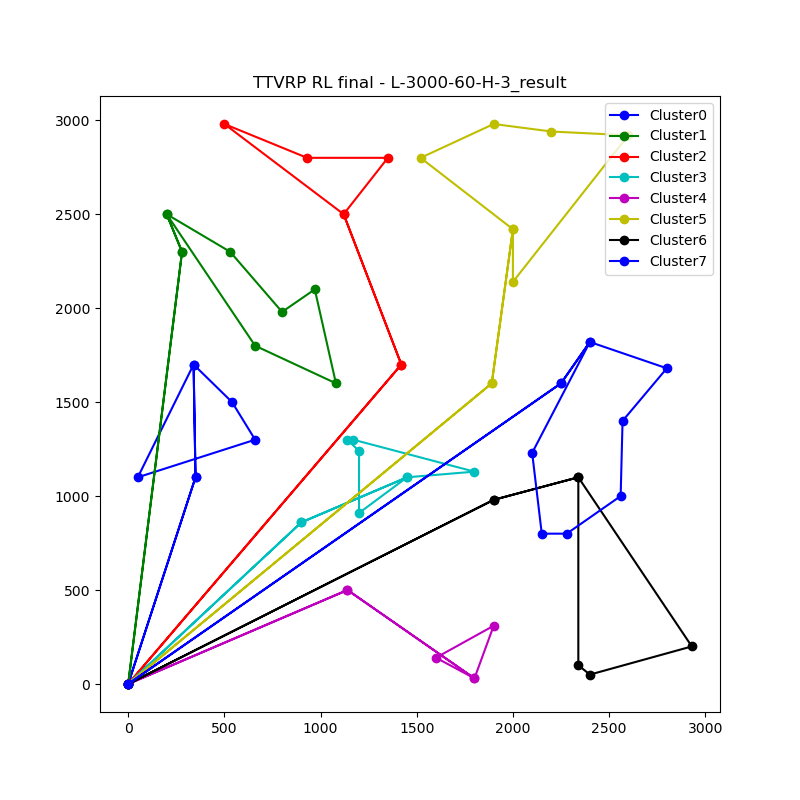 TTVRP RL final - L-3000-60-H-3_result
Cluster0
Cluster1
Cluster2
Cluster3
Cluster4
Cluster5
Cluster6
Cluster7
3000
2500
2000
1500
1000
500
0
0 500 1000 1500 2000 2500 3000